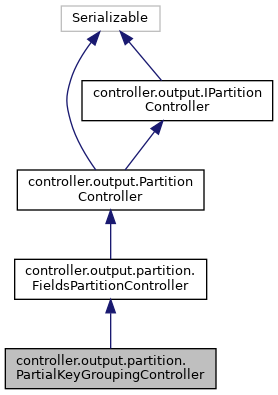 Serializable
controller.output.IPartition
Controller
controller.output.Partition
Controller
controller.output.partition.
FieldsPartitionController
controller.output.partition.
PartialKeyGroupingController